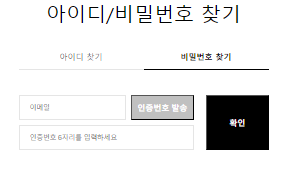 아이디/비밀번호 찾기
아이디 찾기 비밀번호 찾기
이메일 인증번호 발송 확인
인증번호 6자리를 입력하세요